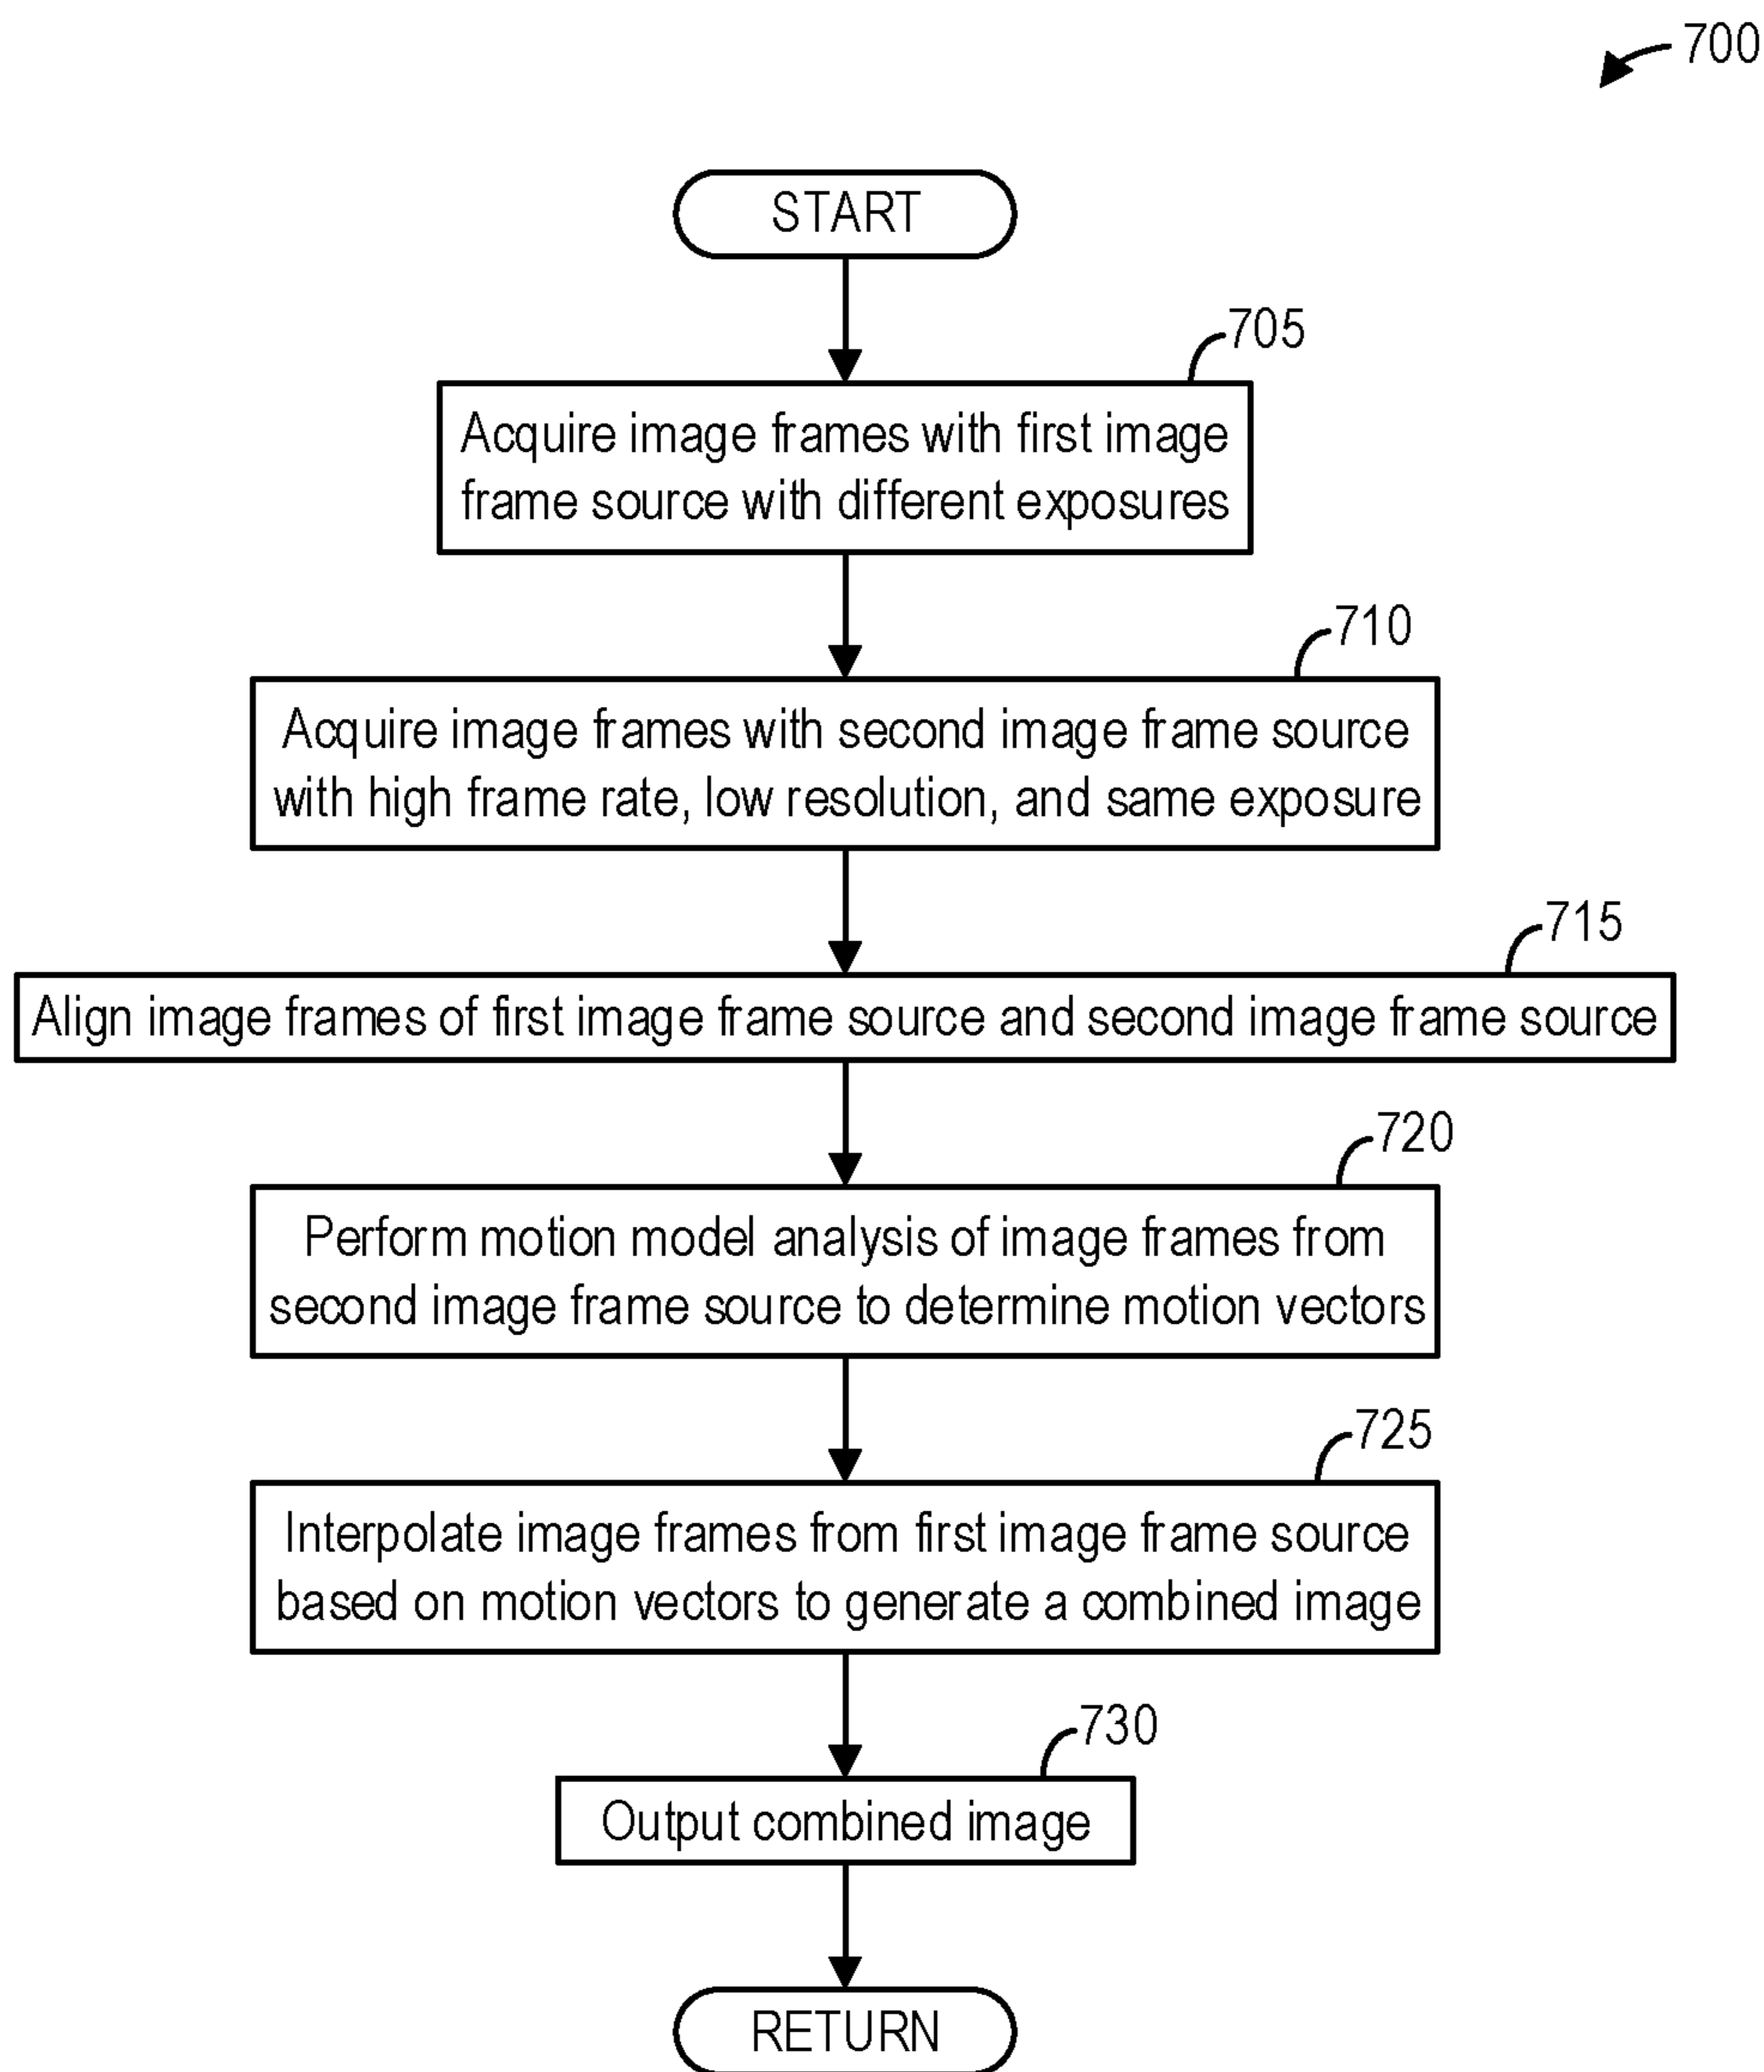 700
START
705
Acquire image frames with first image
frame source with different exposures
710
Acquire image frames with second image frame source
with high frame rate, low resolution, and same exposure
715
Align image frames of first image frame source and second image frame source
720
Perform motion model analysis of image frames from
second image frame source to determine motion vectors
725
Interpolate image frames from first image frame source
based on motion vectors to generate a combined image
730
Output combined image
RETURN